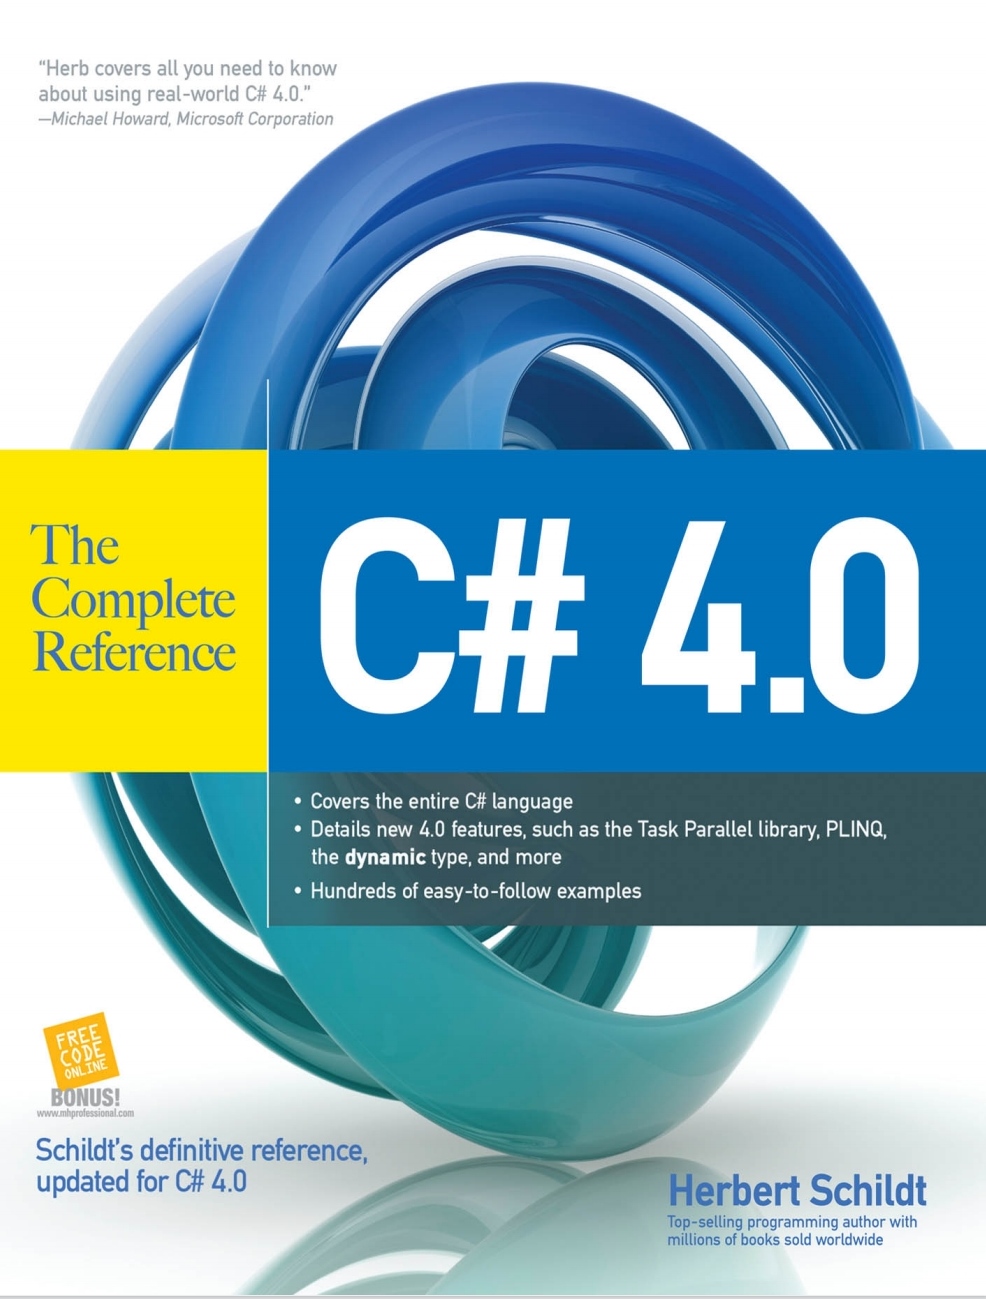 “Herb covers all you need to know
about using real-world C# 4.0.”
—Michael Howard, Microsoft Corporation
The
Complete
Reference
C# 4.0
• Covers the entire C# language
• Details new 4.0 features, such as the Task Parallel library, PLINQ,
the dynamic type, and more
• Hundreds of easy-to-follow examples
FREE
CODE
ONLINE
BONUS!
www.mhprofessional.com
Schildt’s definitive reference,
updated for C# 4.0
Herbert Schildt
Top-selling programming author with
millions of books sold worldwide